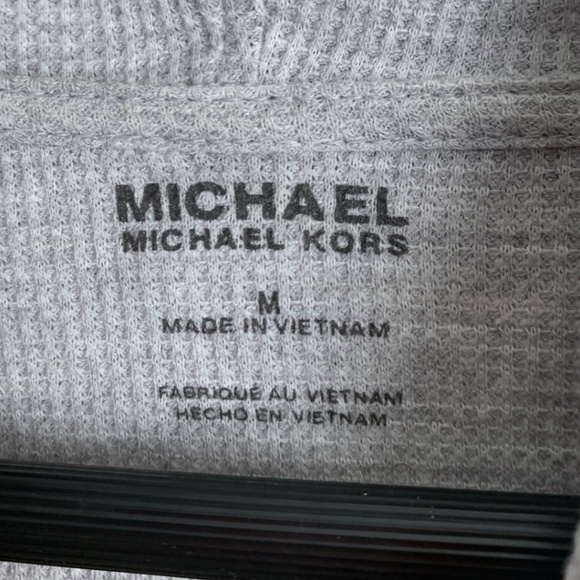 MICHAEL
MICHAEL KORS
M
MADE IN VIETNAM
FABRIQUÉ AU VIETNAM
HECHO EN VIETNAM